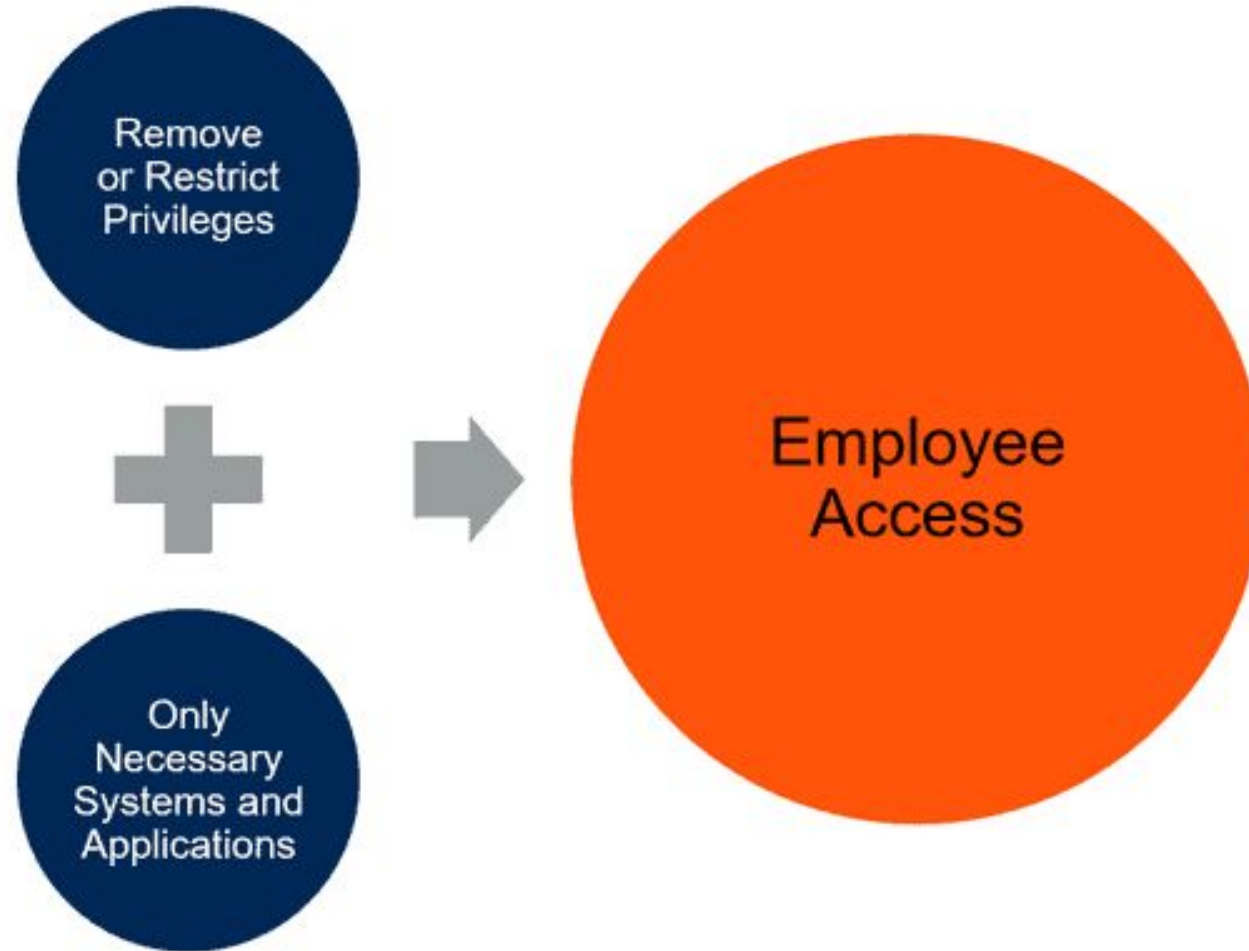 Remove
or Restrict
Privileges
Employee
Access
Only
Necessary
Systems and
Applications